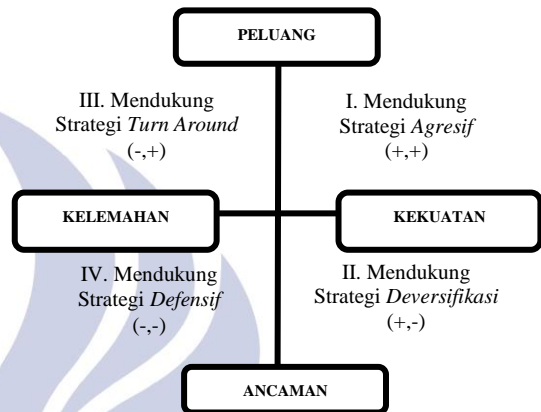 PELUANG
III. Mendukung
Strategi Turn Around
(-,+)
I. Mendukung
Strategi Agresif
(+,+)
KELEMAHAN
KEKUATAN
IV. Mendukung
Strategi Defensif
(-,-)
II. Mendukung
Strategi Deversifikasi
(+,-)
ANCAMAN